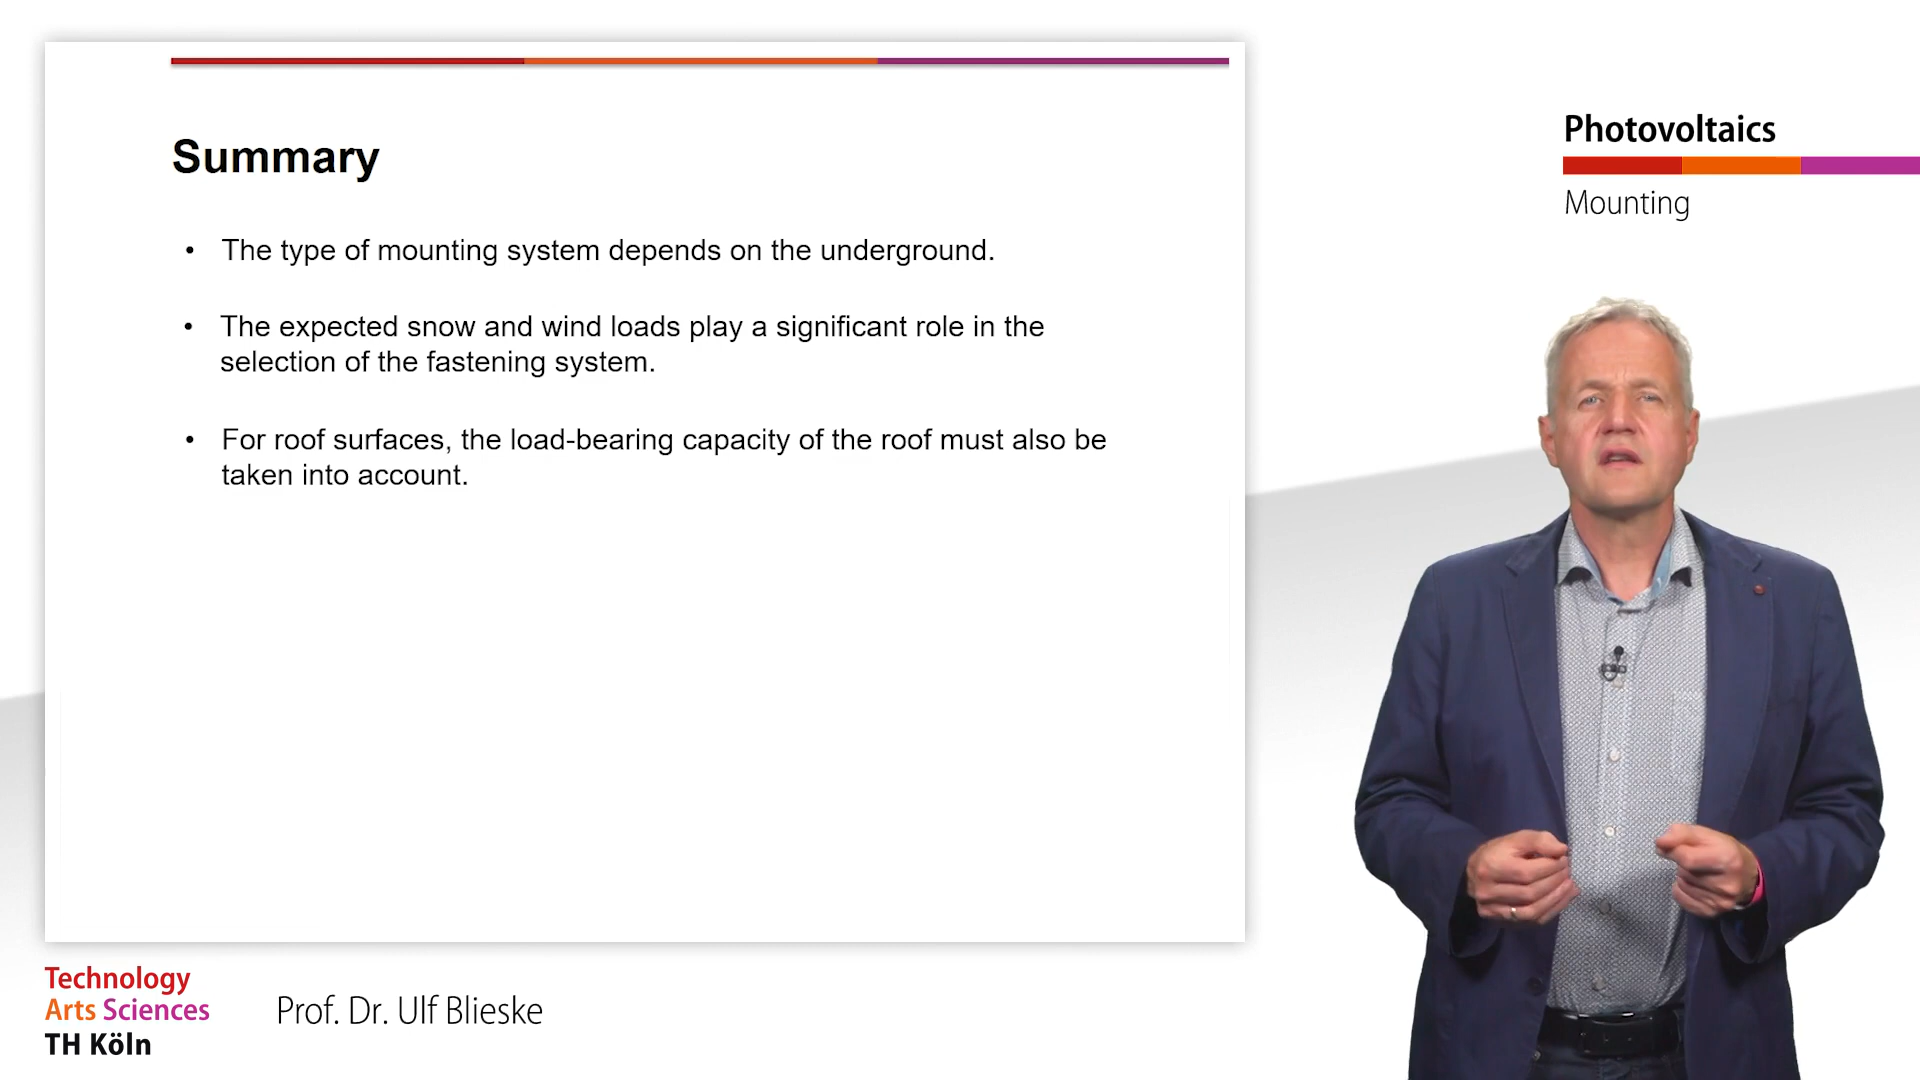 Summary
• The type of mounting system depends on the underground.
• The expected snow and wind loads play a significant role in the
selection of the fastening system.
• For roof surfaces, the load-bearing capacity of the roof must also be
taken into account.
Photovoltaics
Mounting
Technology
Arts Sciences
TH Köln
Prof. Dr. Ulf Blieske